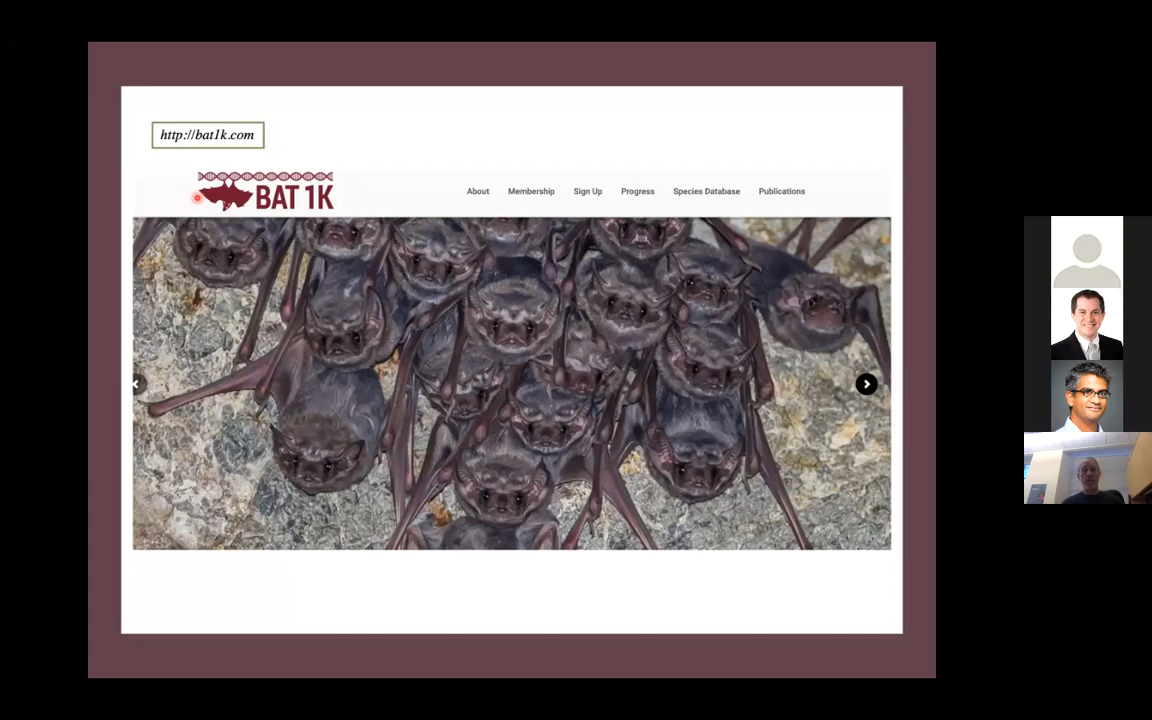 http://bat1k.com
BAT 1K
About Membership Sign Up Progress Species Database Publications